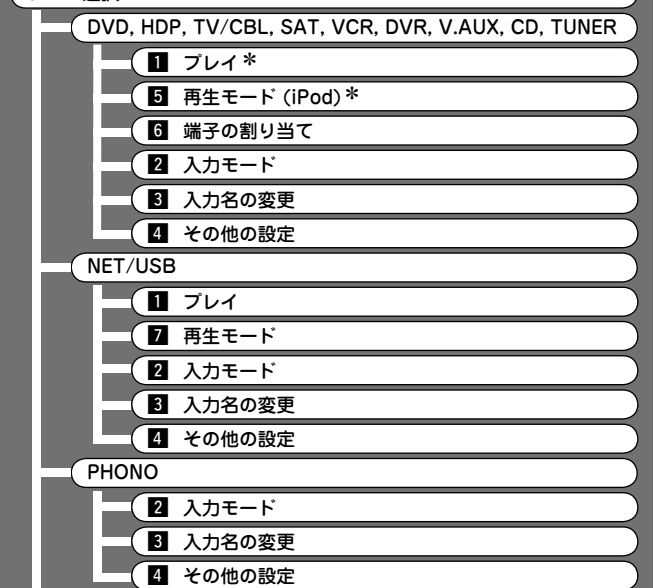 DVD, HDP, TV/CBL, SAT, VCR, DVR, V.AUX, CD, TUNER
1 プレイ＊
5 再生モード (iPod)＊
6 端子の割り当て
2 入力モード
3 入力名の変更
4 その他の設定
NET/USB
1 プレイ
7 再生モード
2 入力モード
3 入力名の変更
4 その他の設定
PHONO
2 入力モード
3 入力名の変更
4 その他の設定